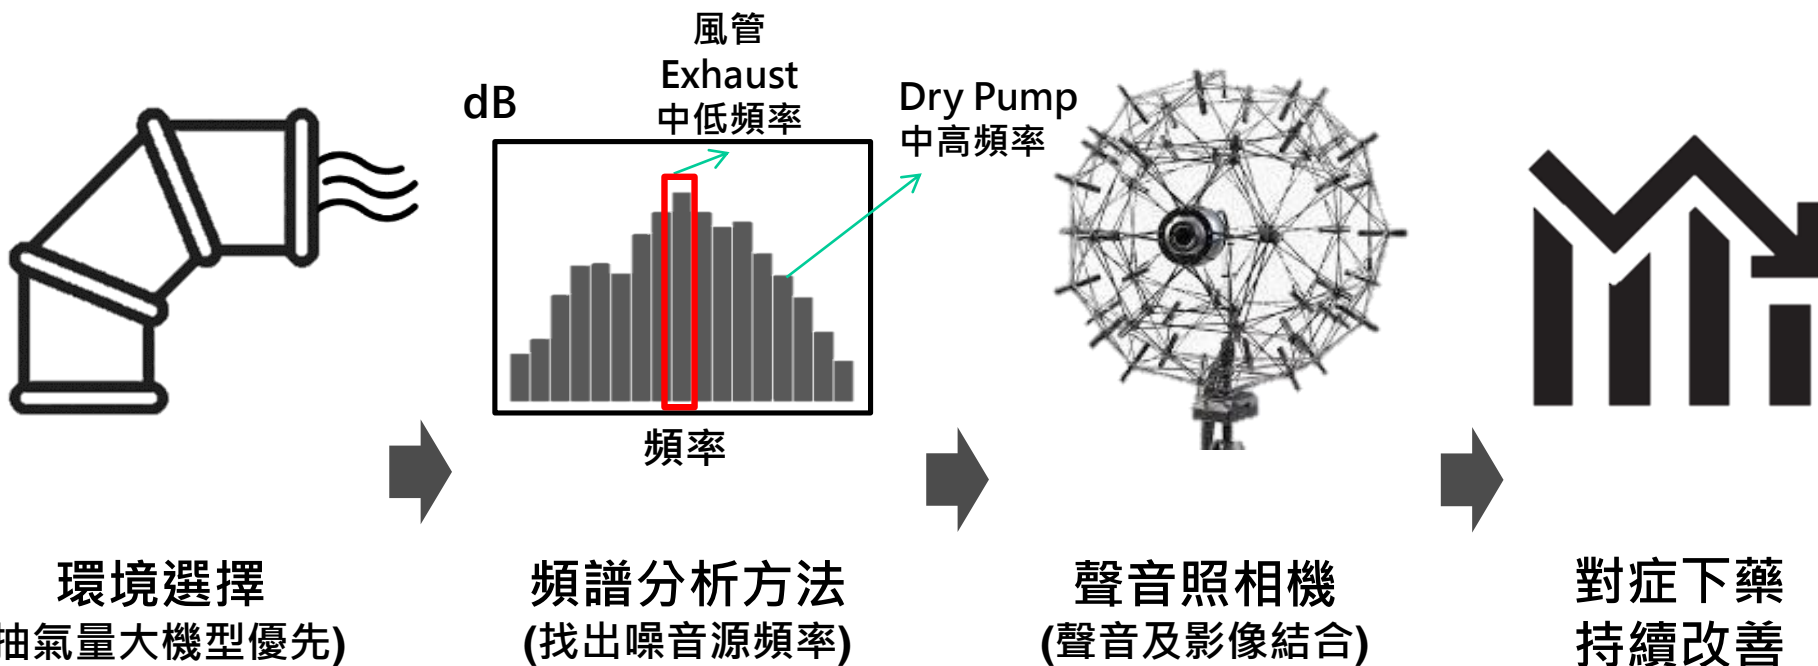 風管
Exhaust
中低頻率
dB
Dry Pump
中高頻率
頻率
環境選擇
抽氣量大機型優先)
頻譜分析方法
(找出噪音源頻率)
聲音照相機
(聲音及影像結合)
對症下藥
持續改善